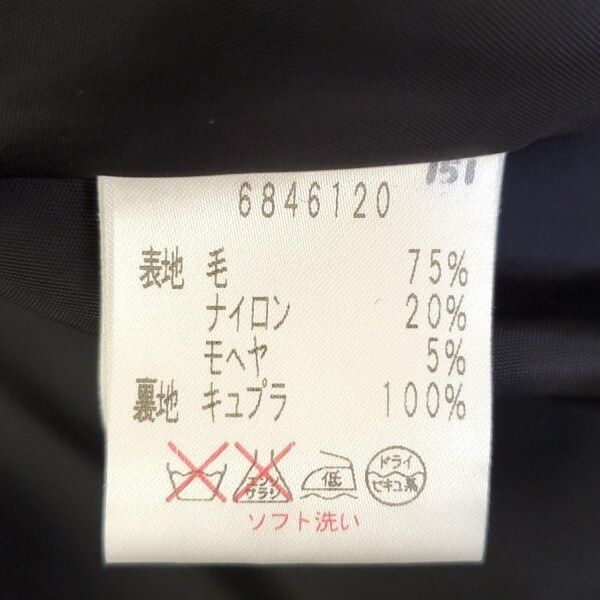 151
6846120
表地 毛 75%
ナイロン 20%
モヘヤ 5%
裏地 キュプラ 100%
エンソサラシ 低 ドライセキユ系
ソフト洗い